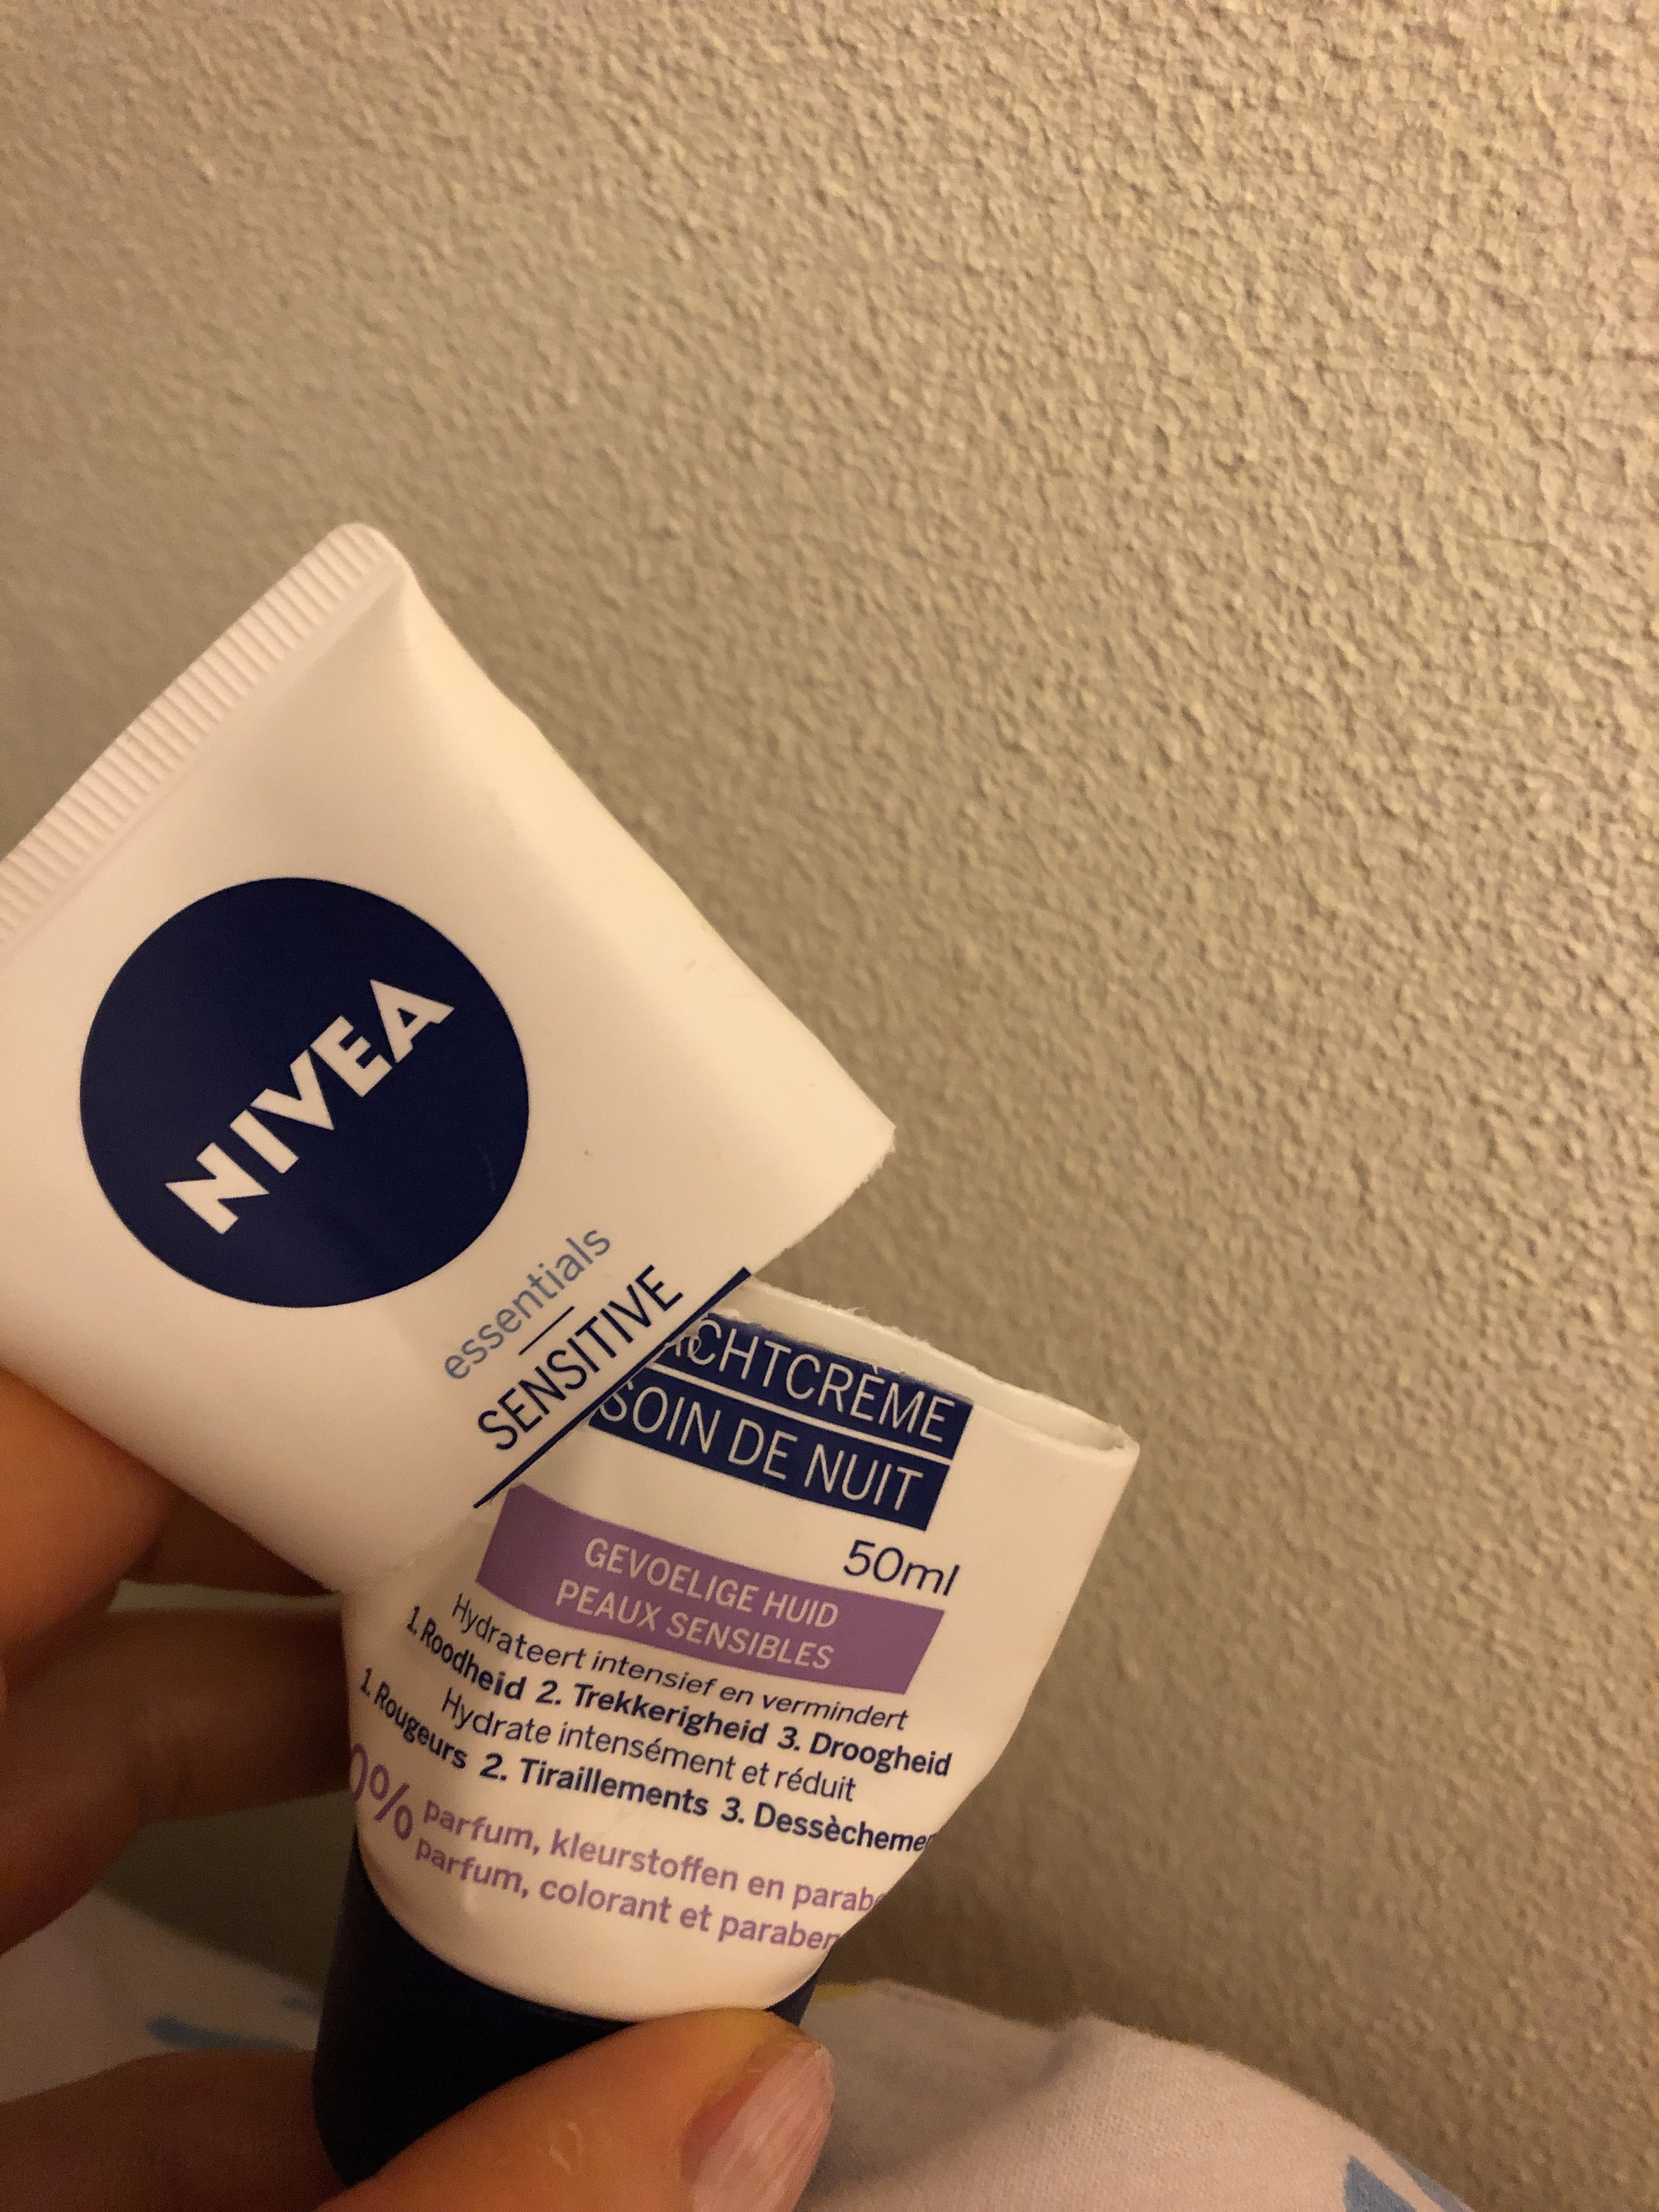 NIVEA
essentials
SENSITIVE
SOIN DE NUIT
50ml
GEVOELIGE HUID
PEAUX SENSIBLES
Hydrateert intensief en vermindert
1. Roodheid 2. Trekkerigheid 3. Droogheid
Hydrate intensément et réduit
1. Rougeurs 2. Tiraillements 3.
0% parfum, kleurstoffen en
parfum, colorant et